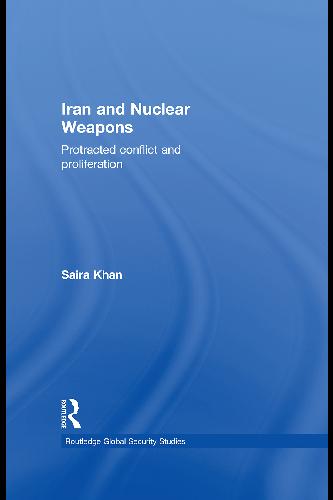 Iran and Nuclear
Weapons
Protracted conflict and
proliferation
Saira Khan
ROUTLEDGE
Routledge Global Security Studies